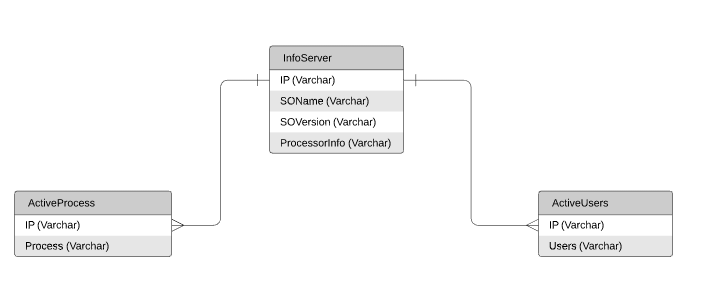 InfoServer
IP (Varchar)
SOName (Varchar)
SOVersion (Varchar)
ProcessorInfo (Varchar)
ActiveProcess
IP (Varchar)
Process (Varchar)
ActiveUsers
IP (Varchar)
Users (Varchar)